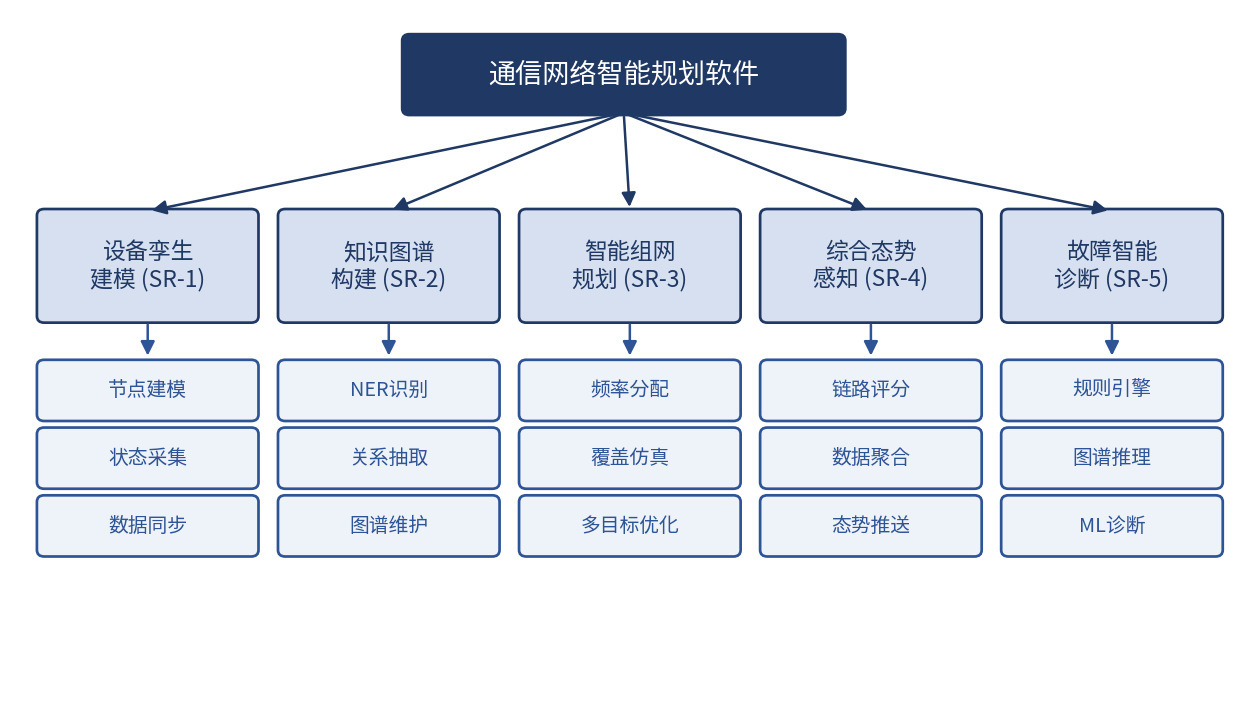 通信网络智能规划软件
设备孪生
建模 (SR-1)
知识图谱
构建 (SR-2)
智能组网
规划 (SR-3)
综合态势
感知 (SR-4)
故障智能
诊断 (SR-5)
节点建模
NER识别
频率分配
链路评分
规则引擎
状态采集
关系抽取
覆盖仿真
数据聚合
图谱推理
数据同步
图谱维护
多目标优化
态势推送
ML诊断